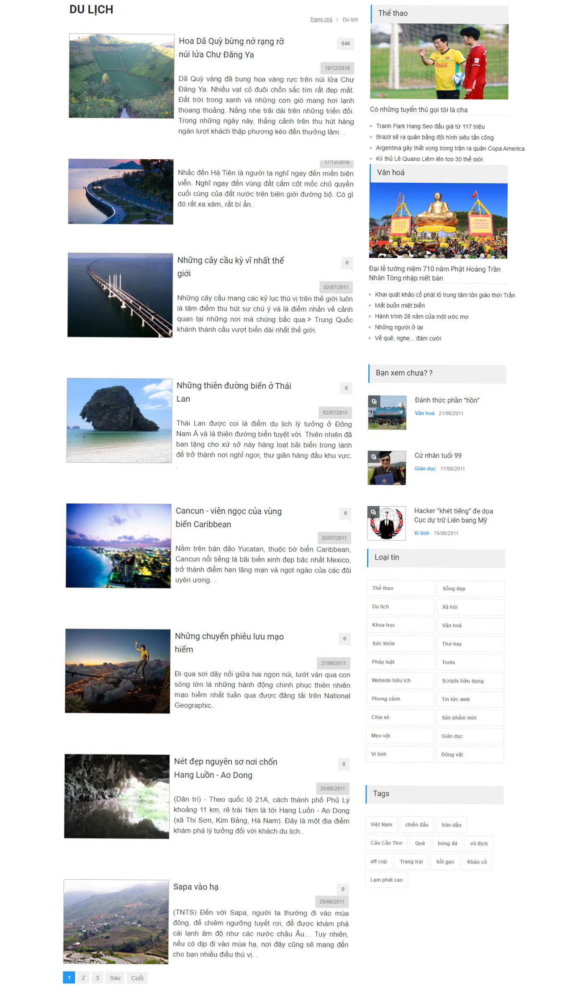 DU LỊCH
Trang chủ > Du lịch
Hoa Dã Quỳ bừng nở rạng rỡ
núi lửa Chư Đăng Ya
646
18/12/2018
Dã Quỳ vàng đã bung hoa vàng rực trên núi lửa Chư
Đăng Ya. Nhiều vạt cỏ đuôi chồn sắc tím rất đẹp mắt.
Đất trời trong xanh và những cơn gió mang hơi lạnh
thoang thoảng. Nắng nhẹ trải dài trên những triền đồi.
Trong những ngày này, thắng cảnh trên thu hút hàng
ngàn lượt khách thập phương kéo đến thưởng lãm. .
17/12/2018
Nhắc đến Hà Tiên là người ta nghĩ ngay đến miền biên
viễn. Nghĩ ngay đến vùng đất cắm cột mốc chủ quyền
cuối cùng của đất nước trên biên giới đường bộ. Có gì
đó rất xa xăm, rất bí ẩn..
Những cây cầu kỳ vĩ nhất thế
giới
0
02/07/2011
Những cây cầu mang các kỷ lục thú vị trên thế giới luôn
là tâm điểm thu hút sự chú ý và là điểm nhấn về cảnh
quan tại những nơi mà chúng bắc qua.> Trung Quốc
khánh thành cầu vượt biển dài nhất thế giới.
Những thiên đường biển ở Thái
Lan
0
02/07/2011
Thái Lan được coi là điểm du lịch lý tưởng ở Đông
Nam Á và là thiên đường biển tuyệt vời. Thiên nhiên đã
ban tặng cho xứ sở này hàng loạt bãi biển trong lành
để trở thành nơi nghỉ ngơi, thư giãn hàng đầu khu vực.
.
Cancun - viên ngọc của vùng
biển Caribbean
0
02/07/2011
Nằm trên bán đảo Yucatan, thuộc bờ biển Caribbean,
Cancun nổi tiếng là bãi biển xinh đẹp bậc nhất Mexico,
trở thành điểm hẹn lãng mạn và ngọt ngào của các đôi
uyên ương. .
Những chuyến phiêu lưu mạo
hiểm
0
27/06/2011
Đi qua sợi dây nối giữa hai ngọn núi, lướt ván qua con
sóng lớn là những hành động chinh phục thiên nhiên
mạo hiểm nhất tuần qua được đăng tải trên National
Geographic..
Nét đẹp nguyên sơ nơi chốn
Hang Luồn - Ao Dong
0
25/06/2011
(Dân trí) - Theo quốc lộ 21A, cách thành phố Phủ Lý
khoảng 11 km, rẽ trái 1km là tới Hang Luồn - Ao Dong
(xã Thi Sơn, Kim Bảng, Hà Nam). Đây là một địa điểm
khám phá lý tưởng đối với khách du lịch..
Sapa vào hạ
0
25/06/2011
(TNTS) Đến với Sapa, người ta thường đi vào mùa
đông, để chiêm ngưỡng tuyết rơi, để được khám phá
cái lạnh âm độ như các nước châu Âu… Tuy nhiên,
nếu có dịp đi vào mùa hạ, nơi đây cũng sẽ mang đến
cho bạn nhiều điều thú vị. .
1 2 3 Sau Cuối
Thể thao
Có những tuyển thủ gọi tôi là cha
Tranh Park Hang Seo đấu giá từ 117 triệu
Brazil sẽ ra quân bằng đội hình siêu tấn công
Argentina gây thất vọng trong trận ra quân Copa America
Kỳ thủ Lê Quang Liêm lên top 30 thế giới
Văn hoá
Đại lễ tưởng niệm 710 năm Phật Hoàng Trần
Nhân Tông nhập niết bàn
Khai quật khảo cổ phát lộ trung tâm tôn giáo thời Trần
Mắt buồn miệt biển
Hành trình 28 năm của một ước mơ
Những người ở lại
Về quê, nghe... đám cưới
Bạn xem chưa? ?
Đánh thức phần “hồn”
Văn hoá 21/06/2011
Cử nhân tuổi 99
Giáo dục 17/06/2011
Hacker “khét tiếng” đe dọa
Cục dự trữ Liên bang Mỹ
Vi tính 15/06/2011
Loại tin
Thể thao Sống đẹp
Du lịch Xã hội
Khoa học Văn hoá
Sức khỏe Thơ hay
Pháp luật Tools
Website hữu ích Scripts hữu dụng
Phong cảnh Tin tức web
Chia sẻ Sản phẩm mới
Mẹo vặt Giáo dục
Vi tính Động vật
Tags
Việt Nam chiến đấu tràn dầu
Cầu Cần Thơ Quà bóng đá vô địch
aff cup Trang trại Sốt gạo Khảo cổ
Lạm phát cao